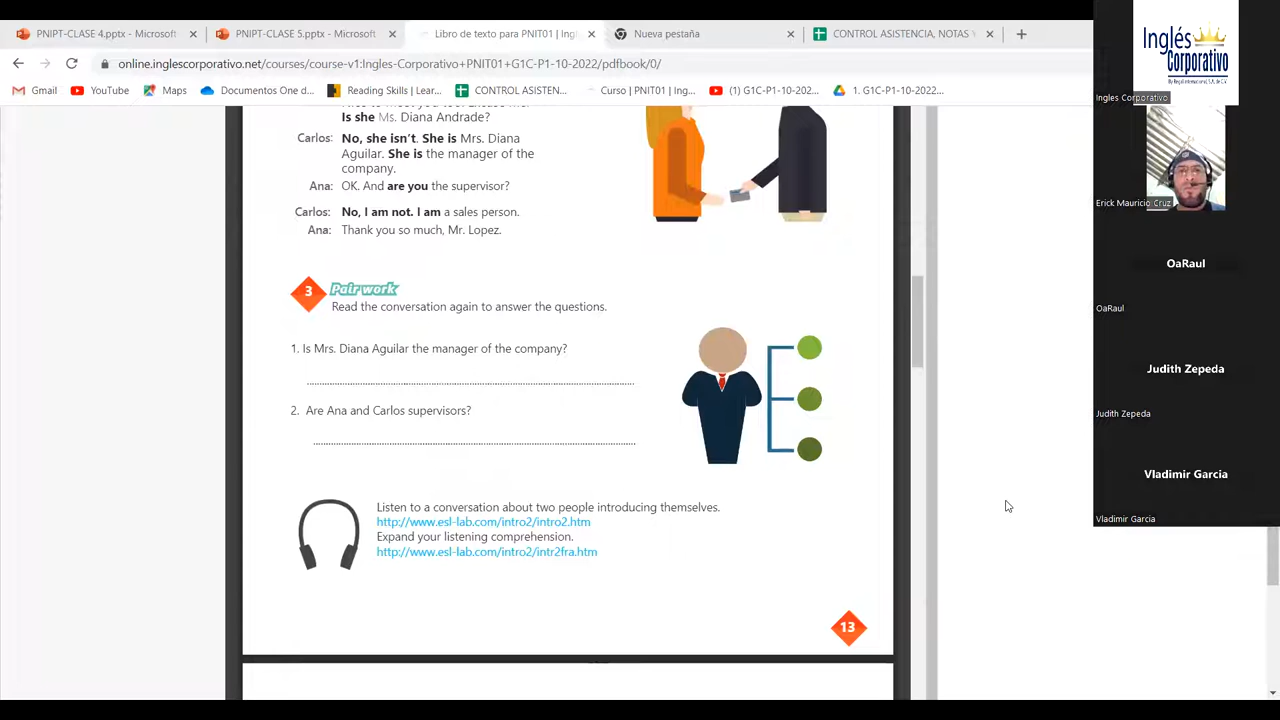 PNIPT-CLASE 4.pptx - Microsoft
PNIPT-CLASE 5.pptx - Microsoft
Libro de texto para PNIT01 | Ingl
Nueva pestaña
CONTROL ASISTENCIA, NOTAS
online.inglescorporativo.net/courses/course-v1:Ingles-Corporativo+PNIT01+G1C-P1-10-2022/pdfbook/0/
Gmail
YouTube
Maps
Documentos One d...
Reading Skills | Lear...
CONTROL ASISTEN...
Curso | PNIT01 | Ing...
(1) G1C-P1-10-202...
1. G1C-P1-10-2022...
Is she Ms. Diana Andrade?
Carlos: No, she isn't. She is Mrs. Diana
Aguilar. She is the manager of the
company.
Ana: OK. And are you the supervisor?
Carlos: No, I am not. I am a sales person.
Ana: Thank you so much, Mr. Lopez.
3 Pair work
Read the conversation again to answer the questions.
1. Is Mrs. Diana Aguilar the manager of the company?
2. Are Ana and Carlos supervisors?
Listen to a conversation about two people introducing themselves.
http://www.esl-lab.com/intro2/intro2.htm
Expand your listening comprehension.
http://www.esl-lab.com/intro2/intr2fra.htm
13
Inglés
Corporativo
Ingles Corporativo
Erick Mauricio Cruz
OaRaul
OaRaul
Judith Zepeda
Judith Zepeda
Vladimir Garcia
Vladimir Garcia